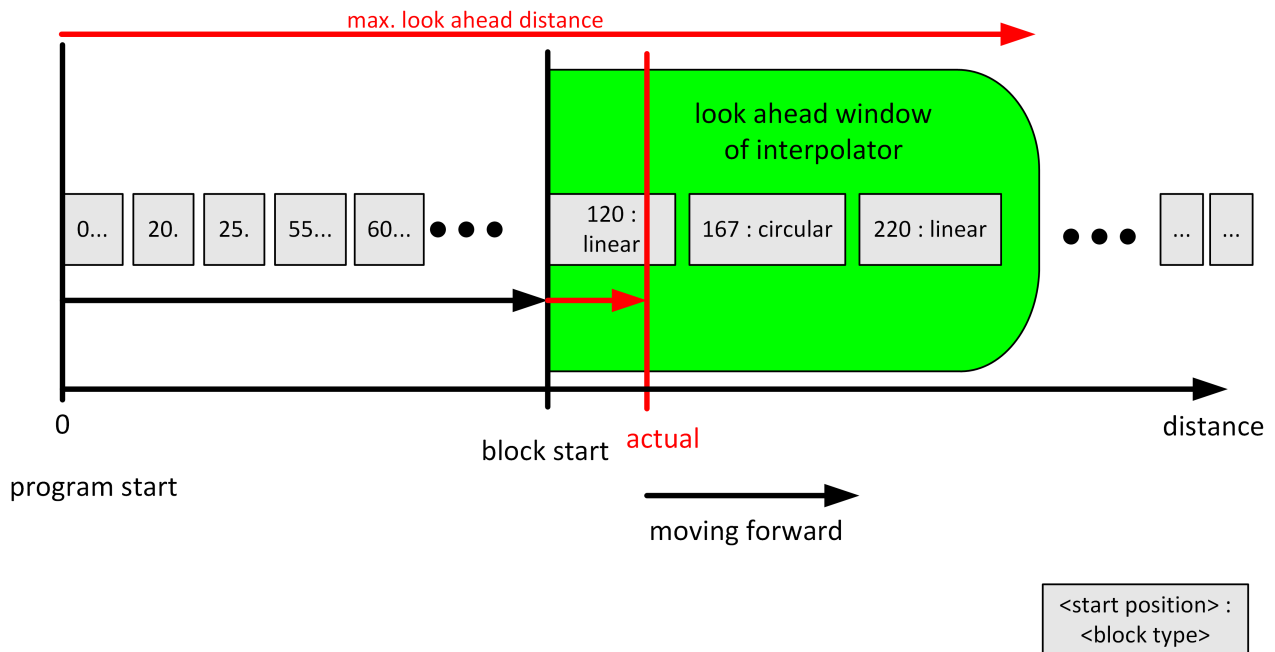 max. look ahead distance
look ahead window
of interpolator
0...
20.
25.
55...
60...
120 :
linear
167 : circular
220 : linear
...
...
0
distance
block start
actual
program start
moving forward
<start position> :
<block type>